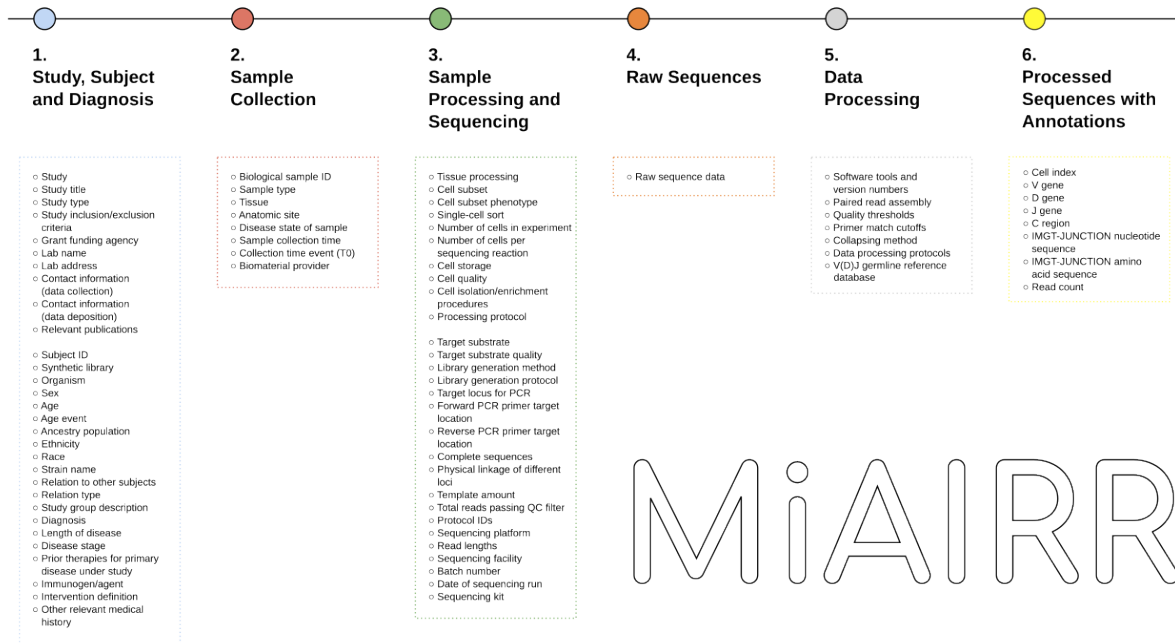 1.
Study, Subject
and Diagnosis
○ Study
○ Study title
○ Study type
○ Study inclusion/exclusion
criteria
○ Grant funding agency
○ Lab name
○ Lab address
○ Contact information
(data collection)
○ Contact information
(data deposition)
○ Relevant publications
○ Subject ID
○ Synthetic library
○ Organism
○ Sex
○ Age
○ Age event
○ Ancestry population
○ Ethnicity
○ Race
○ Strain name
○ Relation to other subjects
○ Relation type
○ Study group description
○ Diagnosis
○ Length of disease
○ Disease stage
○ Prior therapies for primary
disease under study
○ Immunogen/agent
○ Intervention definition
○ Other relevant medical
history
2.
Sample
Collection
○ Biological sample ID
○ Sample type
○ Tissue
○ Anatomic site
○ Disease state of sample
○ Sample collection time
○ Collection time event (T0)
○ Biomaterial provider
3.
Sample
Processing and
Sequencing
○ Tissue processing
○ Cell subset
○ Cell subset phenotype
○ Single-cell sort
○ Number of cells in experiment
○ Number of cells per
sequencing reaction
○ Cell storage
○ Cell quality
○ Cell isolation/enrichment
procedures
○ Processing protocol
○ Target substrate
○ Target substrate quality
○ Library generation method
○ Library generation protocol
○ Target locus for PCR
○ Forward PCR primer target
location
○ Reverse PCR primer target
location
○ Complete sequences
○ Physical linkage of different
loci
○ Template amount
○ Total reads passing QC filter
○ Protocol IDs
○ Sequencing platform
○ Read lengths
○ Sequencing facility
○ Batch number
○ Date of sequencing run
○ Sequencing kit
4.
Raw Sequences
○ Raw sequence data
5.
Data
Processing
○ Software tools and
version numbers
○ Paired read assembly
○ Quality thresholds
○ Primer match cutoffs
○ Collapsing method
○ Data processing protocols
○ V(D)J germline reference
database
6.
Processed
Sequences with
Annotations
○ Cell index
○ V gene
○ D gene
○ J gene
○ C region
○ IMGT-JUNCTION nucleotide
sequence
○ IMGT-JUNCTION amino
acid sequence
○ Read count
MiAIRR